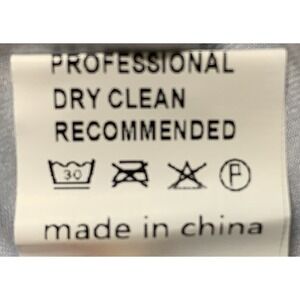 PROFESSIONAL
DRY CLEAN
RECOMMENDED
30 P
made in china